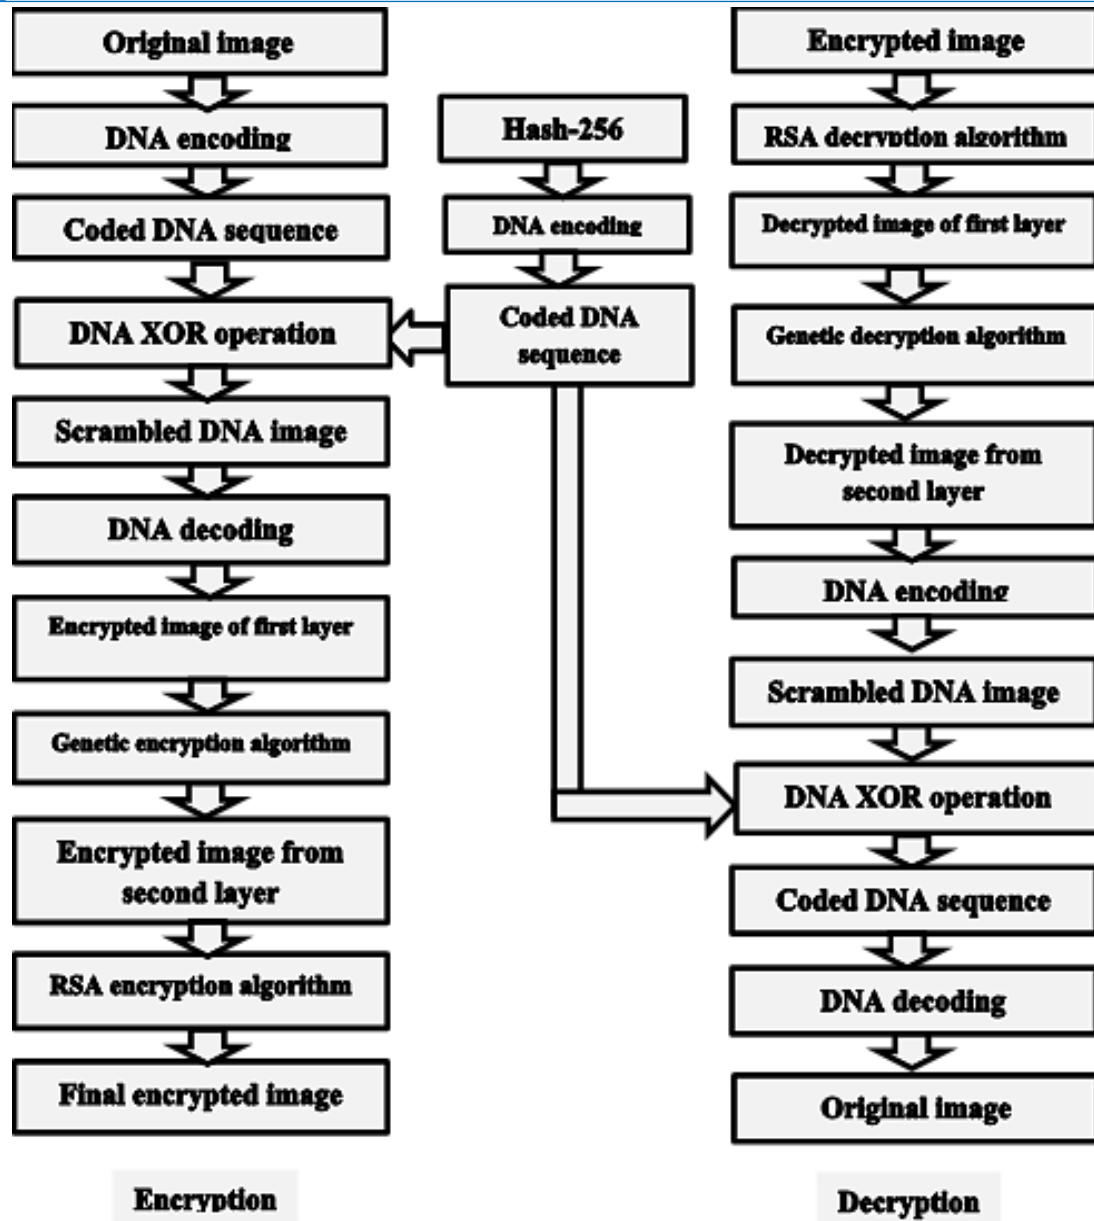 Original image
DNA encoding
Coded DNA sequence
DNA XOR operation
Scrambled DNA image
DNA decoding
Encrypted image of first layer
Genetic encryption algorithm
Encrypted image from
second layer
RSA encryption algorithm
Final encrypted image
Encryption
Hash-256
DNA encoding
Coded DNA
sequence
Encrypted image
RSA decryption algorithm
Decrypted image of first layer
Genetic decryption algorithm
Decrypted image from
second layer
DNA encoding
Scrambled DNA image
DNA XOR operation
Coded DNA sequence
DNA decoding
Original image
Decryption